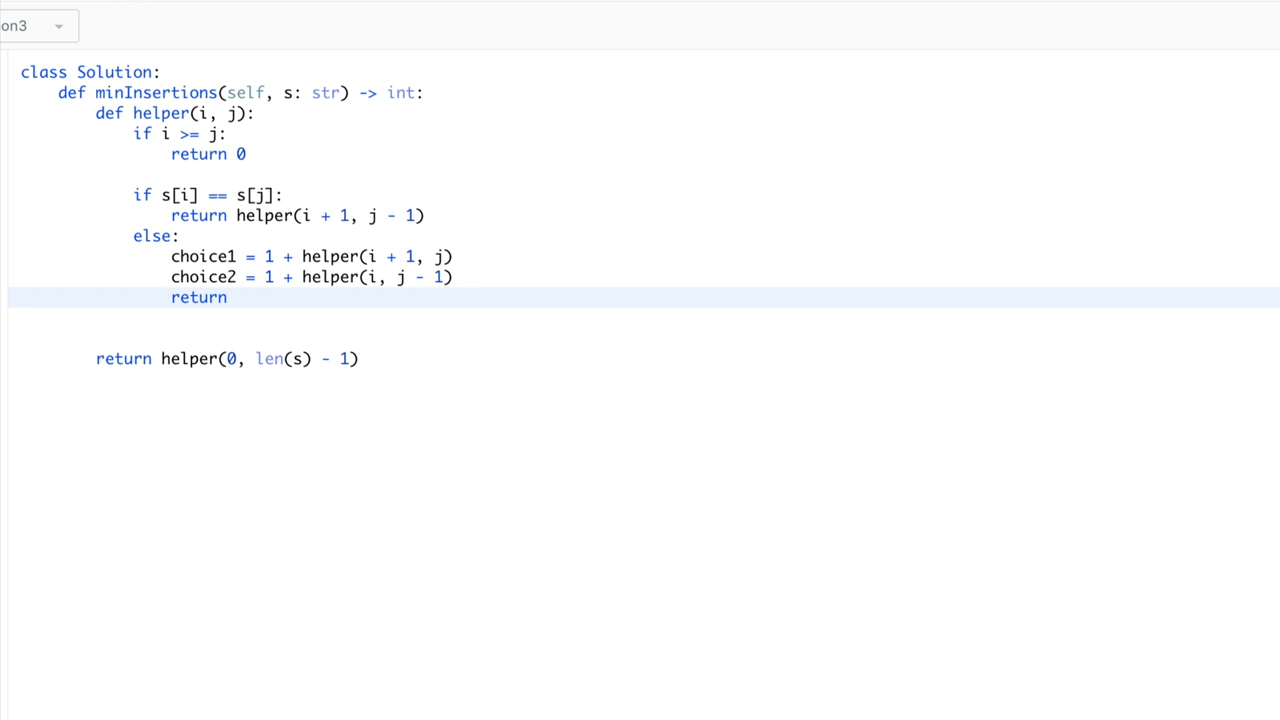 on3
class Solution:
    def minInsertions(self, s: str) -> int:
        def helper(i, j):
            if i >= j:
                return 0
            if s[i] == s[j]:
                return helper(i + 1, j - 1)
            else:
                choice1 = 1 + helper(i + 1, j)
                choice2 = 1 + helper(i, j - 1)
                return
        return helper(0, len(s) - 1)